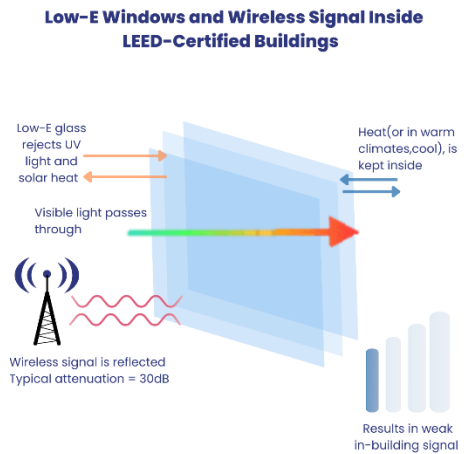 Low-E Windows and Wireless Signal Inside
LEED-Certified Buildings
Low-E glass
rejects UV
light and
solar heat
Heat(or in warm
climates,cool), is
kept inside
Visible light passes
through
Wireless signal is reflected
Typical attenuation = 30dB
Results in weak
in-building signal